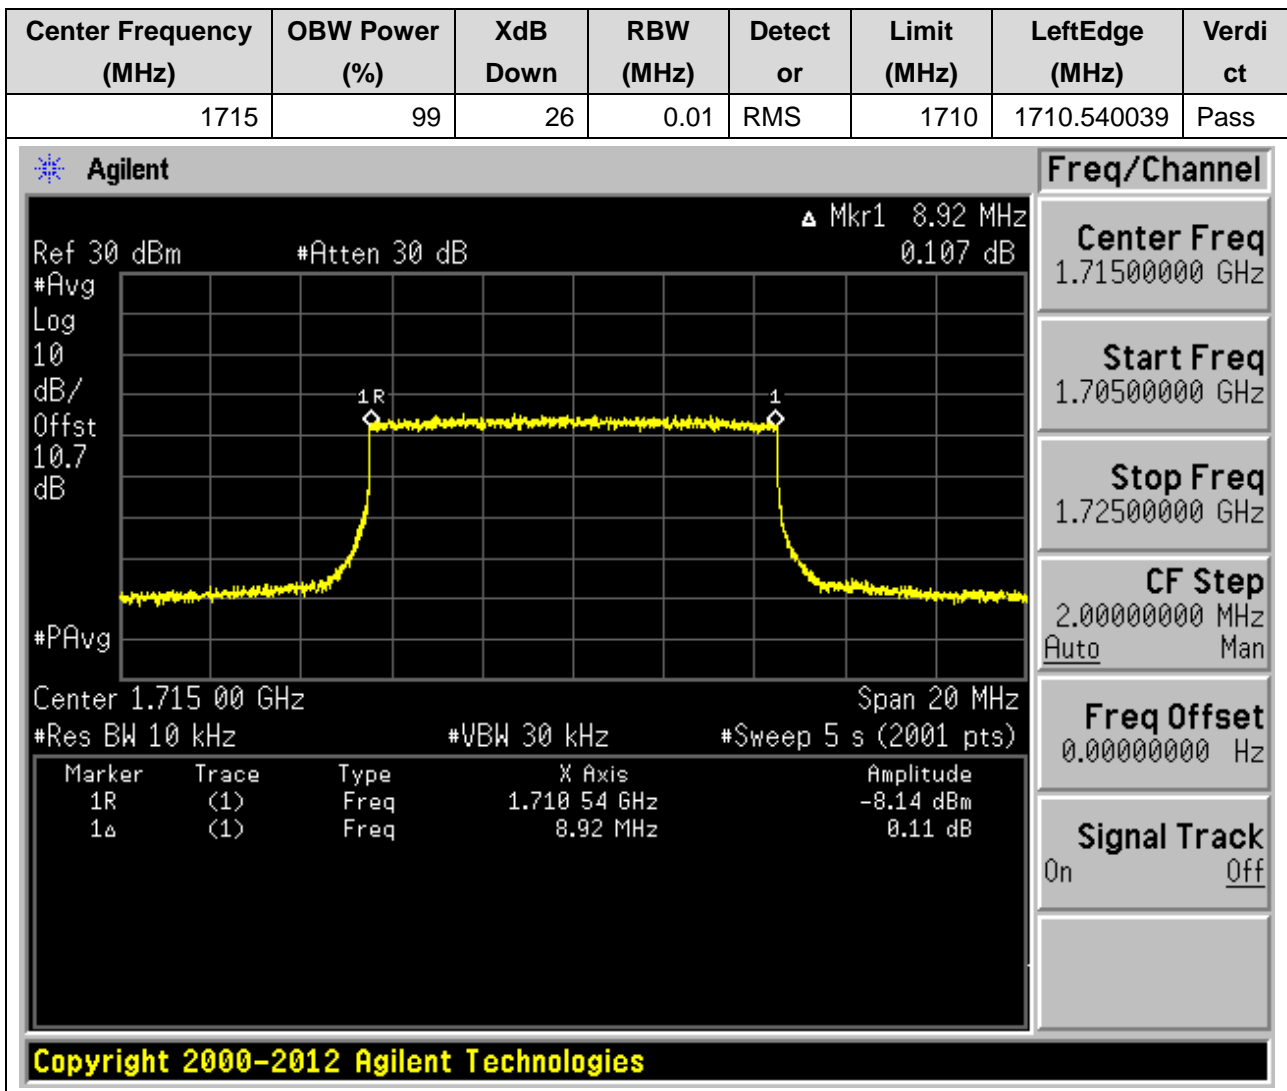 Center Frequency OBW Power XdB RBW Detect Limit LeftEdge Verdi
(MHz) (%) Down (MHz) or (MHz) (MHz) ct
1715 99 26 0.01 RMS 1710 1710.540039 Pass
Agilent
Freq/Channel
Δ Mkr1 8.92 MHz
Ref 30 dBm #Atten 30 dB 0.107 dB
#Avg
Log
10
dB/
Offst
10.7
dB
#PAvg
1R
1
Center 1.715 00 GHz Span 20 MHz
#Res BW 10 kHz #VBW 30 kHz #Sweep 5 s (2001 pts)
Marker Trace Type X Axis Amplitude
1R (1) Freq 1.710 54 GHz -8.14 dBm
1Δ (1) Freq 8.92 MHz 0.11 dB
Center Freq
1.71500000 GHz
Start Freq
1.70500000 GHz
Stop Freq
1.72500000 GHz
CF Step
2.00000000 MHz
Auto Man
Freq Offset
0.00000000 Hz
Signal Track
On Off
Copyright 2000-2012 Agilent Technologies